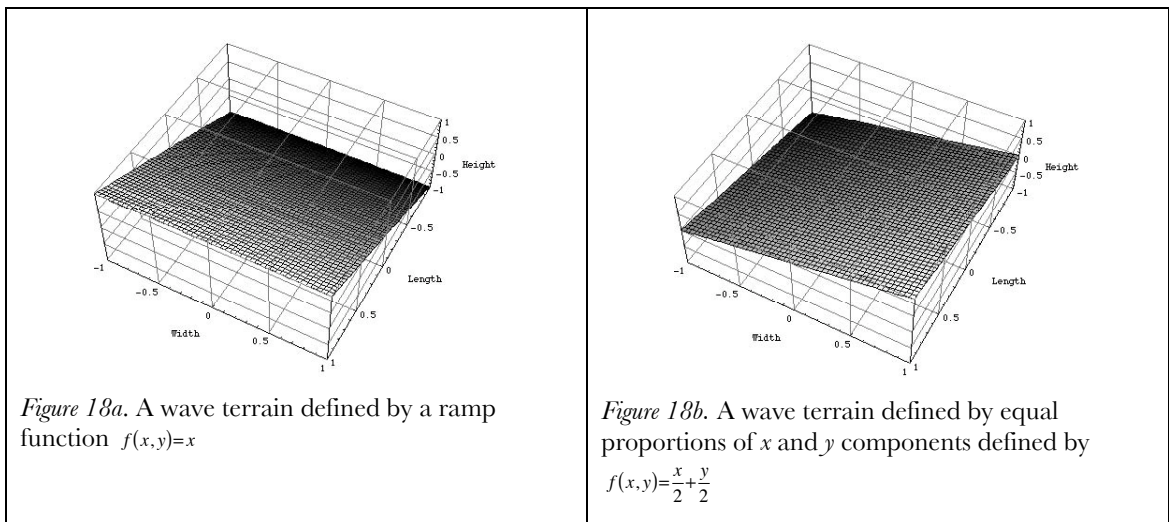 1
0.5
0
-0.5
-1
Height
-0.5
0
0.5
1
Length
-1
-0.5
0
0.5
1
Width
Figure 18a. A wave terrain defined by a ramp
function f(x,y)=x
1
0.5
0
-0.5
-1
Height
-0.5
0
0.5
1
Length
-1
-0.5
0
0.5
1
Width
Figure 18b. A wave terrain defined by equal
proportions of x and y components defined by
f(x,y)=x/2+y/2